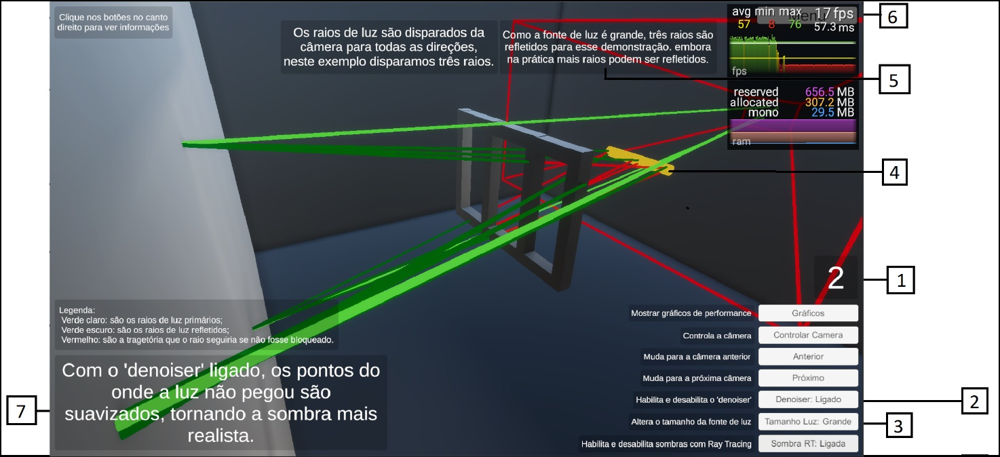 Clique nos botões no canto
direito para ver informações
Os raios de luz são disparados da
câmera para todas as direções,
neste exemplo disparamos três raios.
Como a fonte de luz é grande, três raios são
refletidos para esse demonstração. embora
na prática mais raios podem ser refletidos.
Menu
avg min max 17 fps
57 8 76 57.3 ms
fps
reserved 656.5 MB
allocated 307.2 MB
mono 29.5 MB
ram
6
5
4
2
1
Legenda:
Verde claro: são os raios de luz primários;
Verde escuro: são os raios de luz refletidos;
Vermelho: são a tragetória que o raio seguiria se não fosse bloqueado.
Com o 'denoiser' ligado, os pontos do
onde a luz não pegou são
suavizados, tornando a sombra mais
realista.
7
Mostrar gráficos de performance Gráficos
Controla a câmera Controlar Camera
Muda para a câmera anterior Anterior
Muda para a próxima câmera Próximo
Habilita e desabilita o 'denoiser' Denoiser: Ligado
2
Altera o tamanho da fonte de luz Tamanho Luz: Grande
3
Habilita e desabilita sombras com Ray Tracing Sombra RT: Ligada